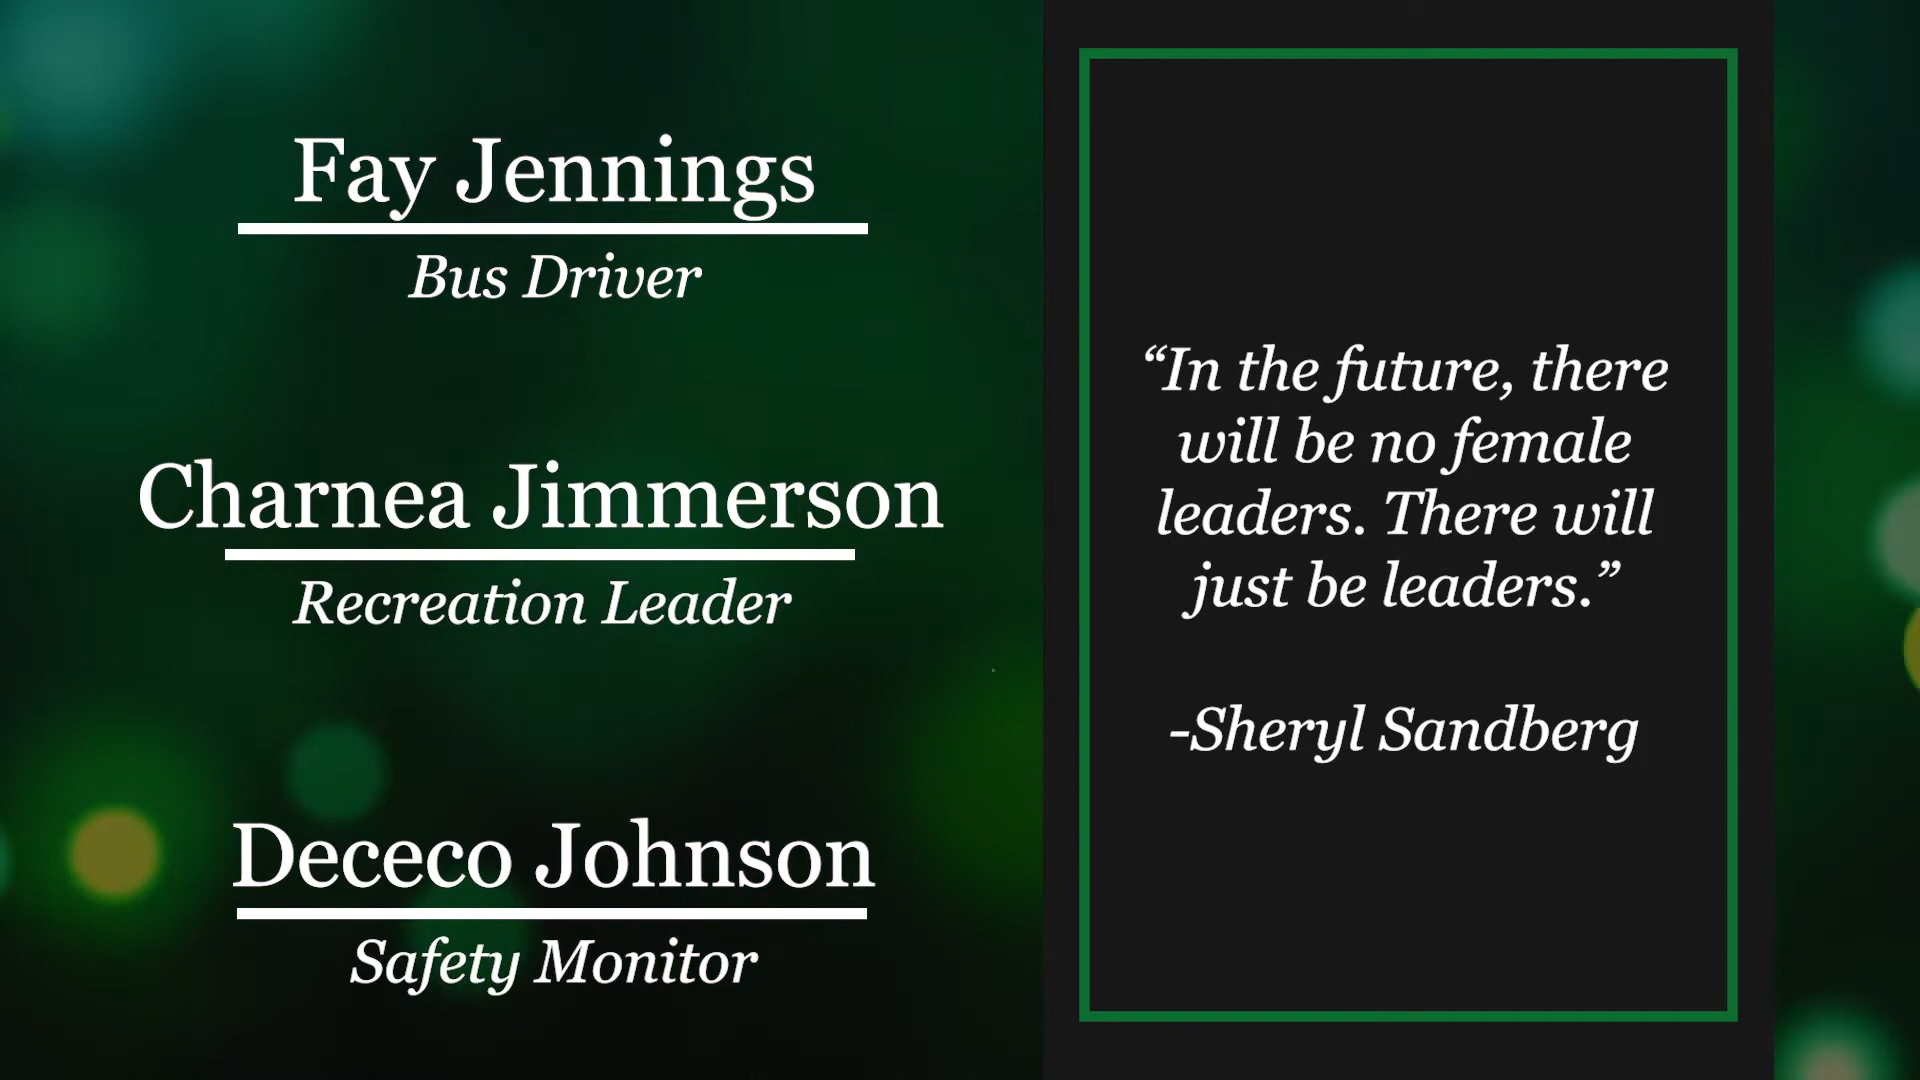 Fay Jennings
Bus Driver
Charnea Jimmerson
Recreation Leader
Dececo Johnson
Safety Monitor
“In the future, there
will be no female
leaders. There will
just be leaders.”
-Sheryl Sandberg